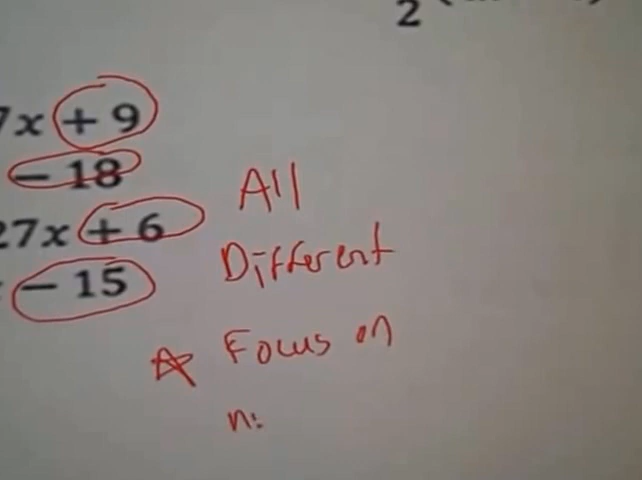 2
7x + 9
- 18
27x + 6
- 15
All
Different
Focus on